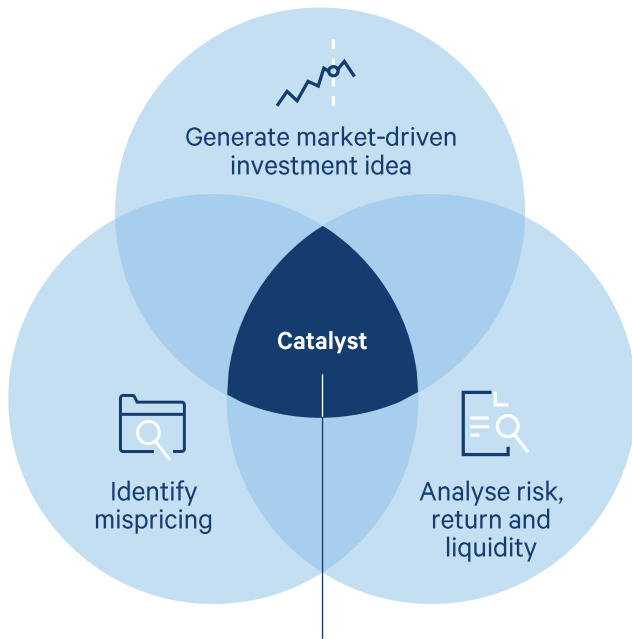 Generate market-driven
investment idea
Catalyst
Identify
mispricing
Analyse risk,
return and
liquidity